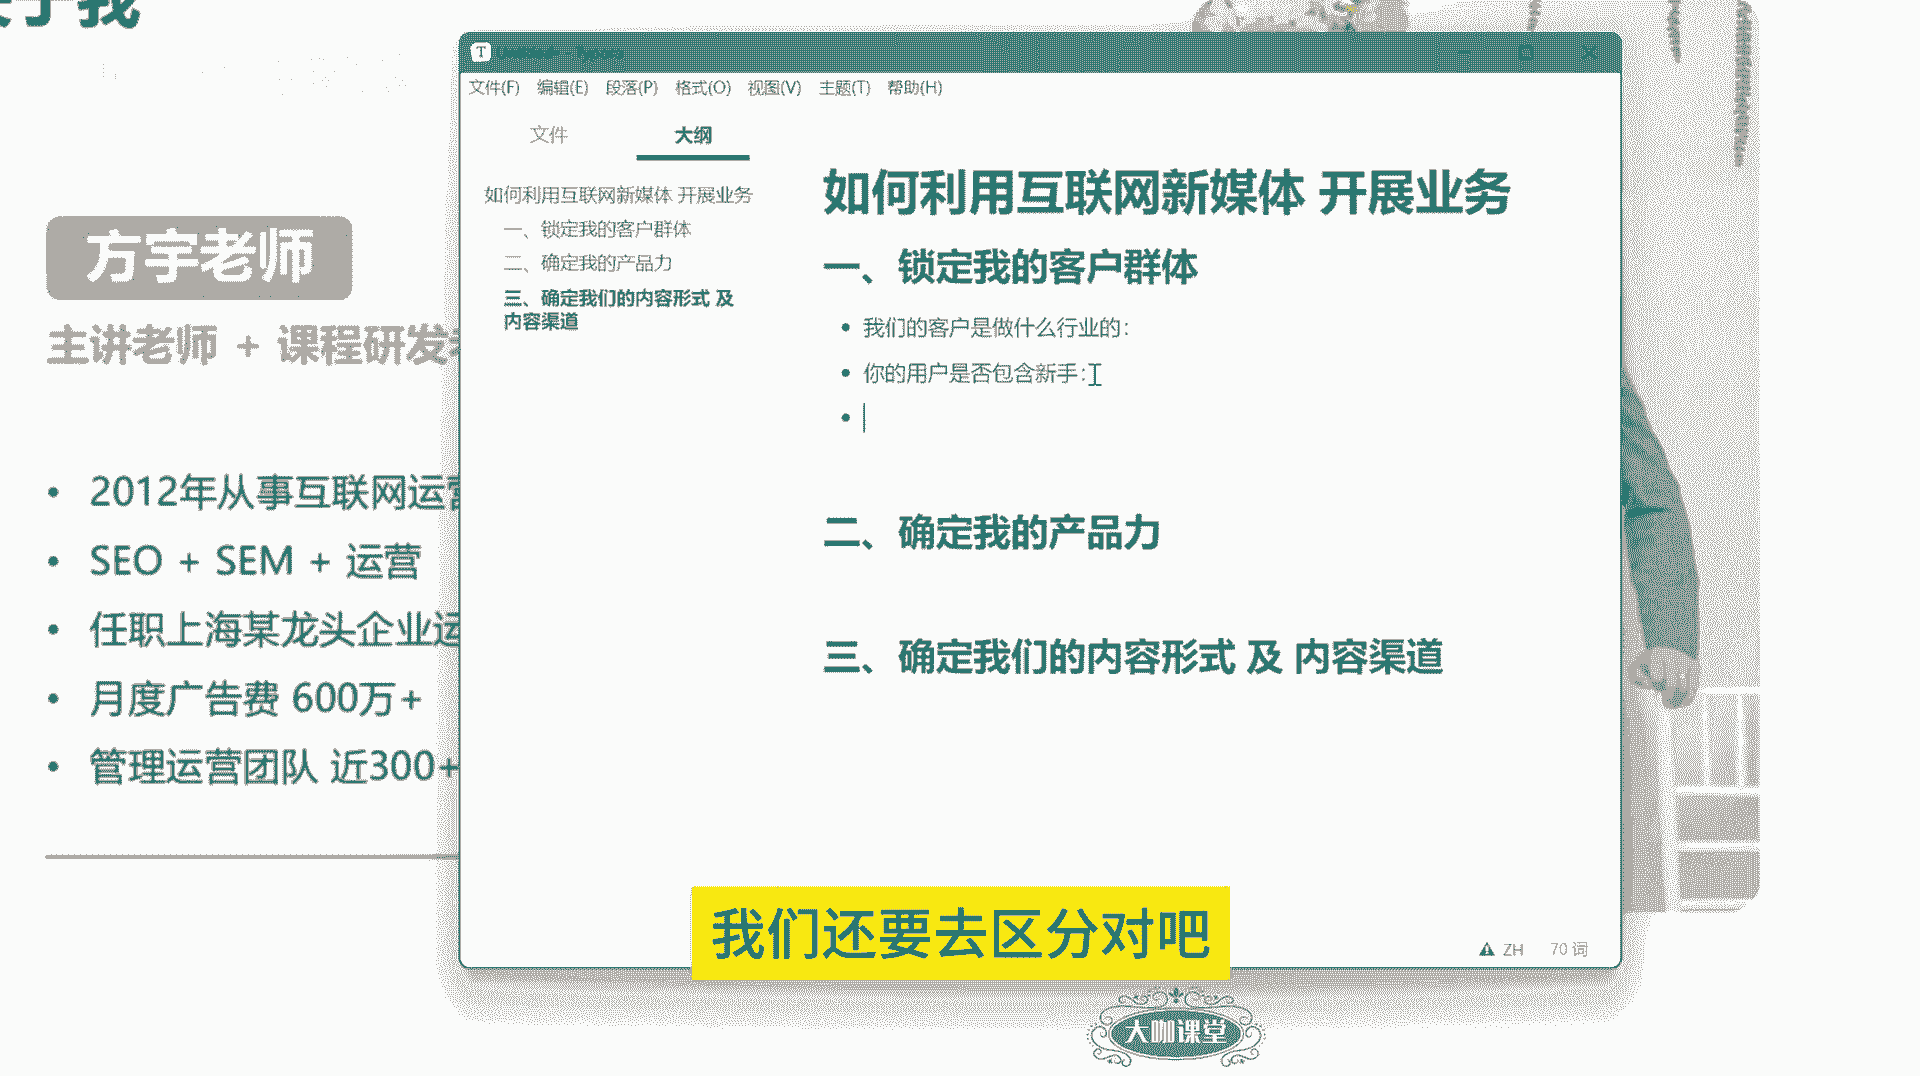 方宇老师
主讲老师 + 课程研发
2012年从事互联网运营
SEO + SEM + 运营
任职上海某龙头企业运
月度广告费 600万+
管理运营团队 近300+
T
文件(F) 编辑(E) 段落(P) 格式(O) 视图(V) 主题(T) 帮助(H)
文件 大纲
如何利用互联网新媒体 开展业务
一、锁定我的客户群体
二、确定我的产品力
三、确定我们的内容形式 及
内容渠道
如何利用互联网新媒体 开展业务
一、锁定我的客户群体
我们的客户是做什么行业的：
你的用户是否包含新手：
二、确定我的产品力
三、确定我们的内容形式 及 内容渠道
ZH 70 词
我们还要去区分对吧
大咖课堂